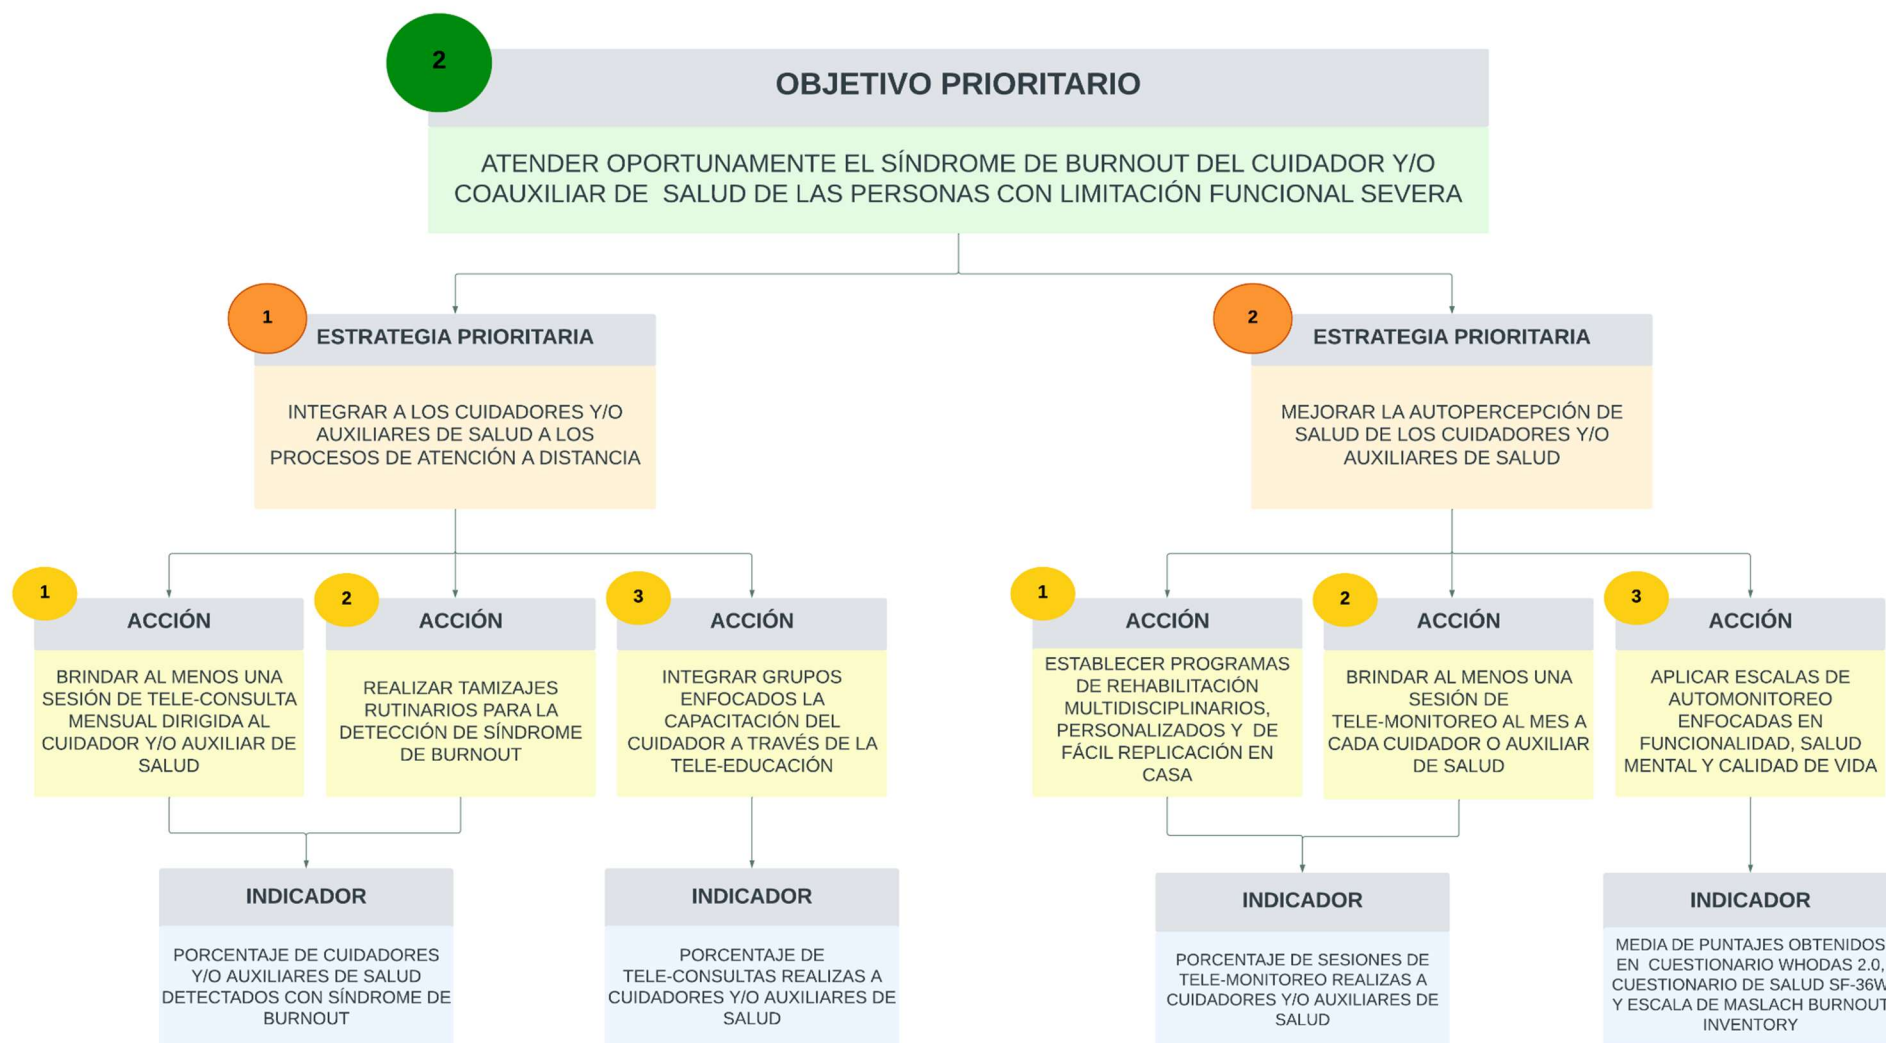 2
OBJETIVO PRIORITARIO
ATENDER OPORTUNAMENTE EL SÍNDROME DE BURNOUT DEL CUIDADOR Y/O
COAUXILIAR DE SALUD DE LAS PERSONAS CON LIMITACIÓN FUNCIONAL SEVERA
1
ESTRATEGIA PRIORITARIA
INTEGRAR A LOS CUIDADORES Y/O
AUXILIARES DE SALUD A LOS
PROCESOS DE ATENCIÓN A DISTANCIA
2
ESTRATEGIA PRIORITARIA
MEJORAR LA AUTOPERCEPCIÓN DE
SALUD DE LOS CUIDADORES Y/O
AUXILIARES DE SALUD
1
ACCIÓN
BRINDAR AL MENOS UNA
SESIÓN DE TELE-CONSULTA
MENSUAL DIRIGIDA AL
CUIDADOR Y/O AUXILIAR DE
SALUD
2
ACCIÓN
REALIZAR TAMIZAJES
RUTINARIOS PARA LA
DETECCIÓN DE SÍNDROME
DE BURNOUT
3
ACCIÓN
INTEGRAR GRUPOS
ENFOCADOS LA
CAPACITACIÓN DEL
CUIDADOR A TRAVÉS DE LA
TELE-EDUCACIÓN
1
ACCIÓN
ESTABLECER PROGRAMAS
DE REHABILITACIÓN
MULTIDISCIPLINARIOS,
PERSONALIZADOS Y DE
FÁCIL REPLICACIÓN EN
CASA
2
ACCIÓN
BRINDAR AL MENOS UNA
SESIÓN DE
TELE-MONITOREO AL MES A
CADA CUIDADOR O AUXILIAR
DE SALUD
3
ACCIÓN
APLICAR ESCALAS DE
AUTOMONITOREO
ENFOCADAS EN
FUNCIONALIDAD, SALUD
MENTAL Y CALIDAD DE VIDA
INDICADOR
PORCENTAJE DE CUIDADORES
Y/O AUXILIARES DE SALUD
DETECTADOS CON SÍNDROME DE
BURNOUT
INDICADOR
PORCENTAJE DE
TELE-CONSULTAS REALIZAS A
CUIDADORES Y/O AUXILIARES DE
SALUD
INDICADOR
PORCENTAJE DE SESIONES DE
TELE-MONITOREO REALIZAS A
CUIDADORES Y/O AUXILIARES DE
SALUD
INDICADOR
MEDIA DE PUNTAJES OBTENIDOS
EN CUESTIONARIO WHODAS 2.0,
CUESTIONARIO DE SALUD SF-36W
Y ESCALA DE MASLACH BURNOUT
INVENTORY